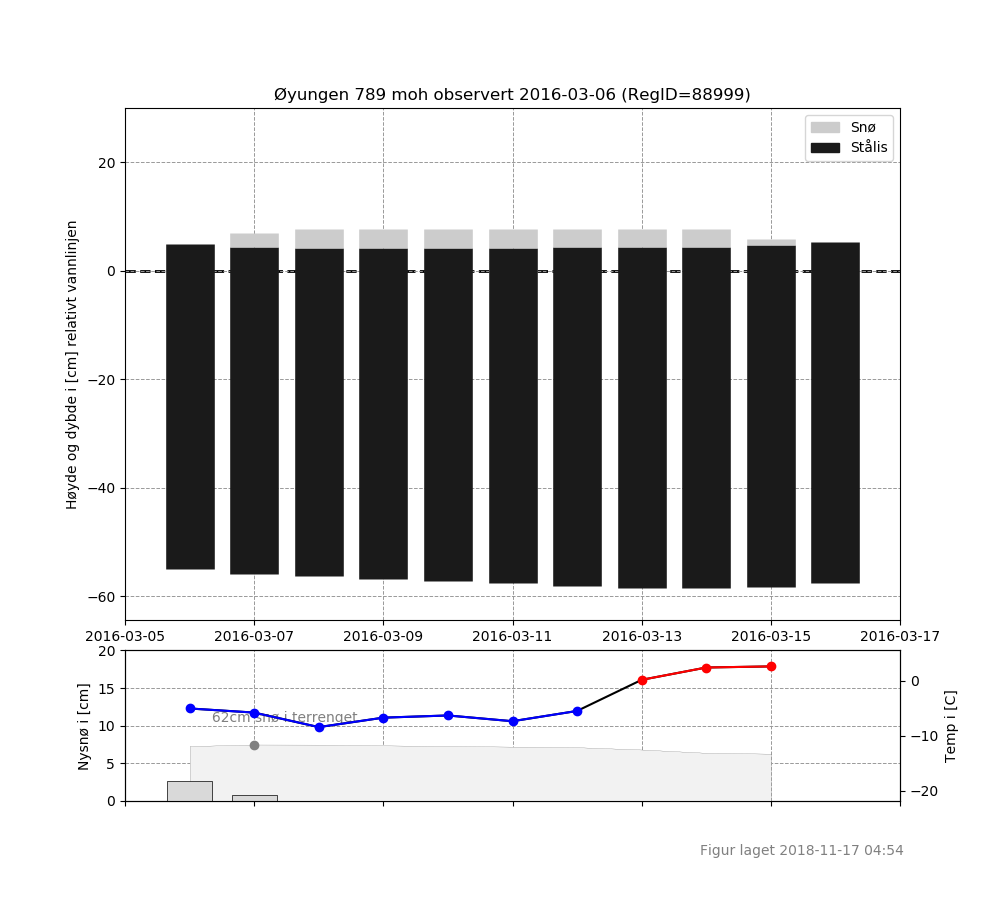 Øyungen 789 moh observert 2016-03-06 (RegID=88999)
Snø
Stålis
Høyde og dybde i [cm] relativt vannlinjen
20
0
−20
−40
−60
2016-03-05 2016-03-07 2016-03-09 2016-03-11 2016-03-13 2016-03-15 2016-03-17
Nysnø i [cm]
20
15
10
5
0
62cm snø i terrenget
0
−10
−20
Temp i [C]
Figur laget 2018-11-17 04:54